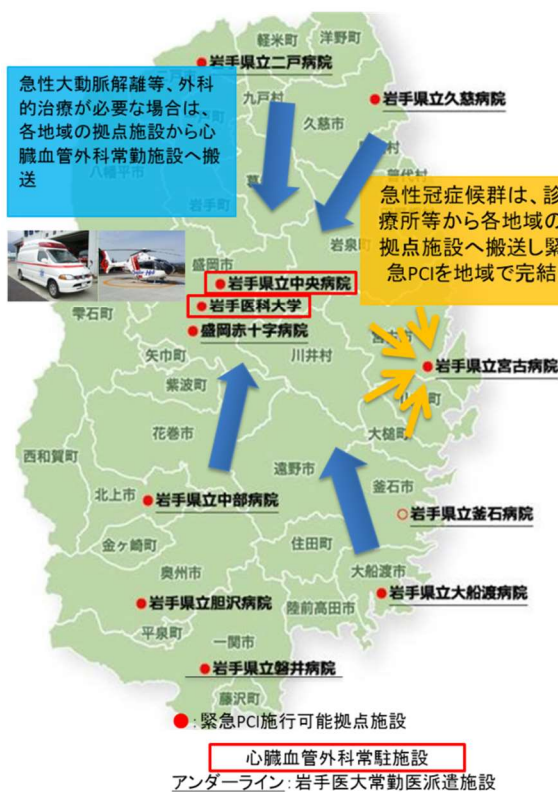 軽米町
洋野町
岩手県立二戸病院
急性大動脈解離等、外科
的治療が必要な場合は、
各地域の拠点施設から心
臓血管外科常勤施設へ搬
送
九戸村
岩手県立久慈病院
久慈市
岩手町
急性冠症候群は、診
療所等から各地域の
拠点施設へ搬送し緊
急PCIを地域で完結
岩泉町
盛岡市
岩手県立中央病院
岩手医科大学
雫石町
盛岡赤十字病院
矢巾町
川井村
岩手県立宮古病院
紫波町
大槌町
花巻市
西和賀町
遠野市
釜石市
北上市
岩手県立中部病院
岩手県立釜石病院
金ヶ崎町
住田町
奥州市
大船渡市
岩手県立胆沢病院
岩手県立大船渡病院
陸前高田市
平泉町
一関市
岩手県立磐井病院
藤沢町
●:緊急PCI施行可能拠点施設
心臓血管外科常駐施設
アンダーライン:岩手医大常勤医派遣施設